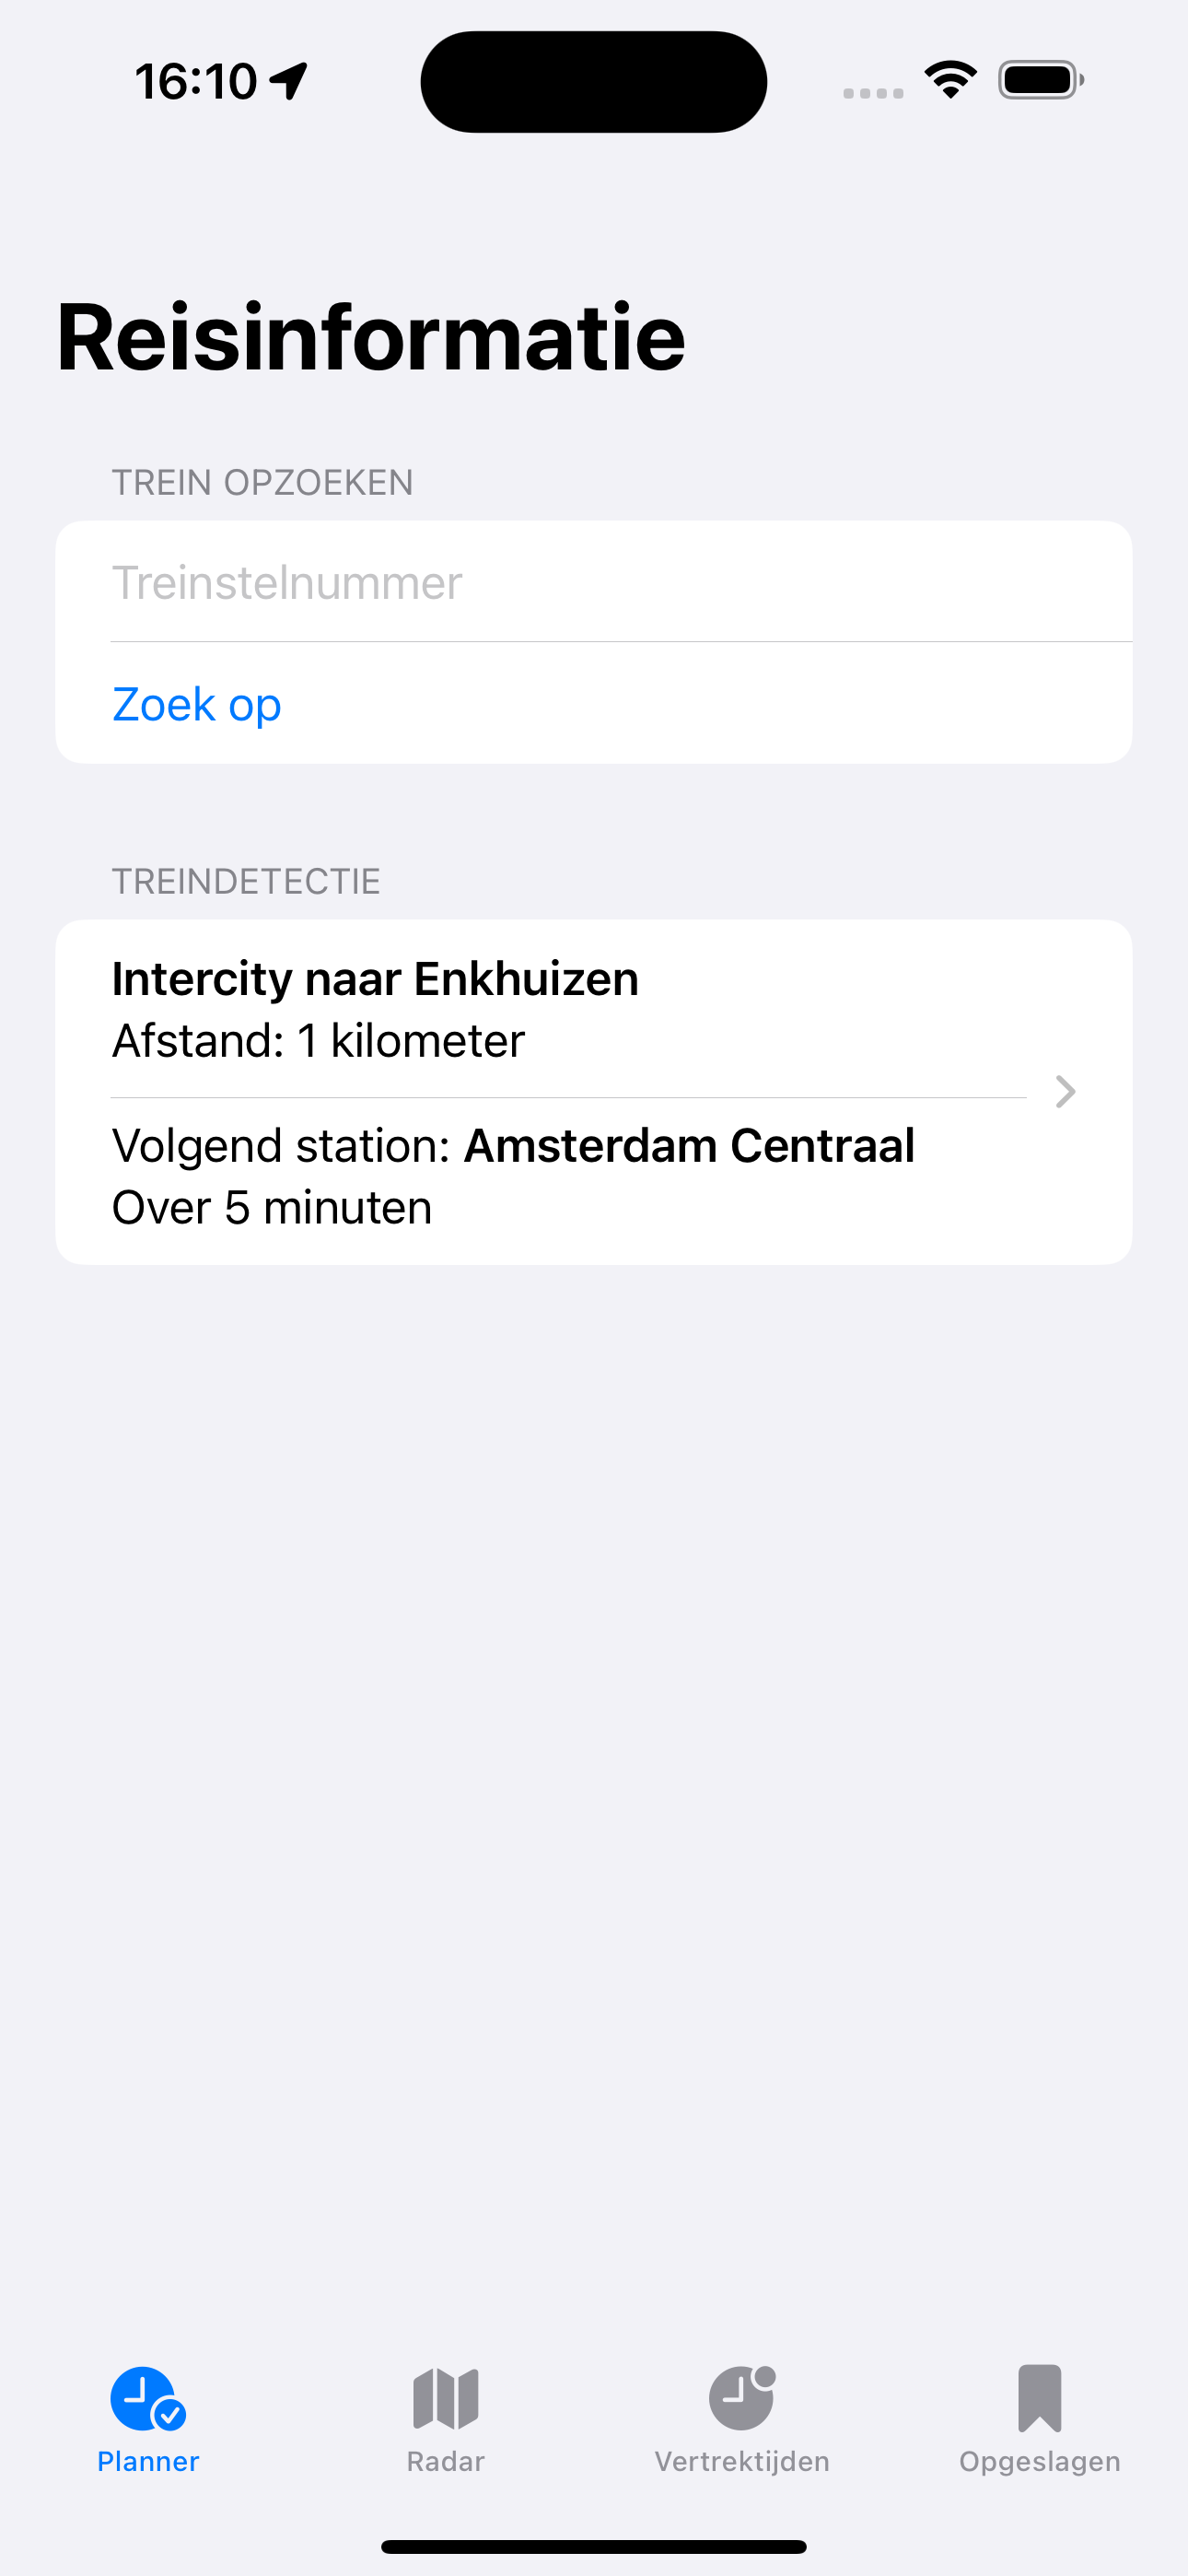 16:10
Reisinformatie
TREIN OPZOEKEN
Treinstelnummer
Zoek op
TREINDETECTIE
Intercity naar Enkhuizen
Afstand: 1 kilometer
Volgend station: Amsterdam Centraal
Over 5 minuten
Planner
Radar
Vertrektijden
Opgeslagen